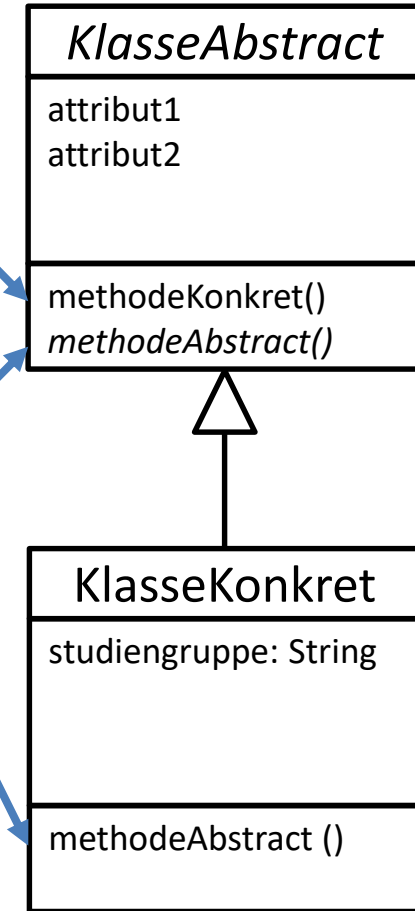 KlasseAbstract
attribut1
attribut2
methodeKonkret()
methodeAbstract()
KlasseKonkret
studiengruppe: String
methodeAbstract ()